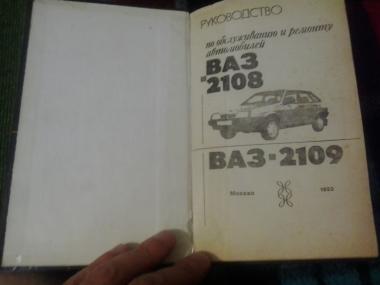 РУКОВОДСТВО
по обслуживанию и ремонту
автомобилей
ВАЗ
-2108
ВАЗ-2109
Москва